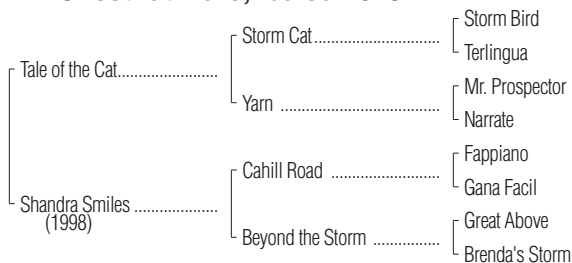 Storm Bird
Storm Cat
Terlingua
Tale of the Cat
Mr. Prospector
Yarn
Narrate
Fappiano
Cahill Road
Gana Facil
Shandra Smiles
(1998)
Great Above
Beyond the Storm
Brenda's Storm